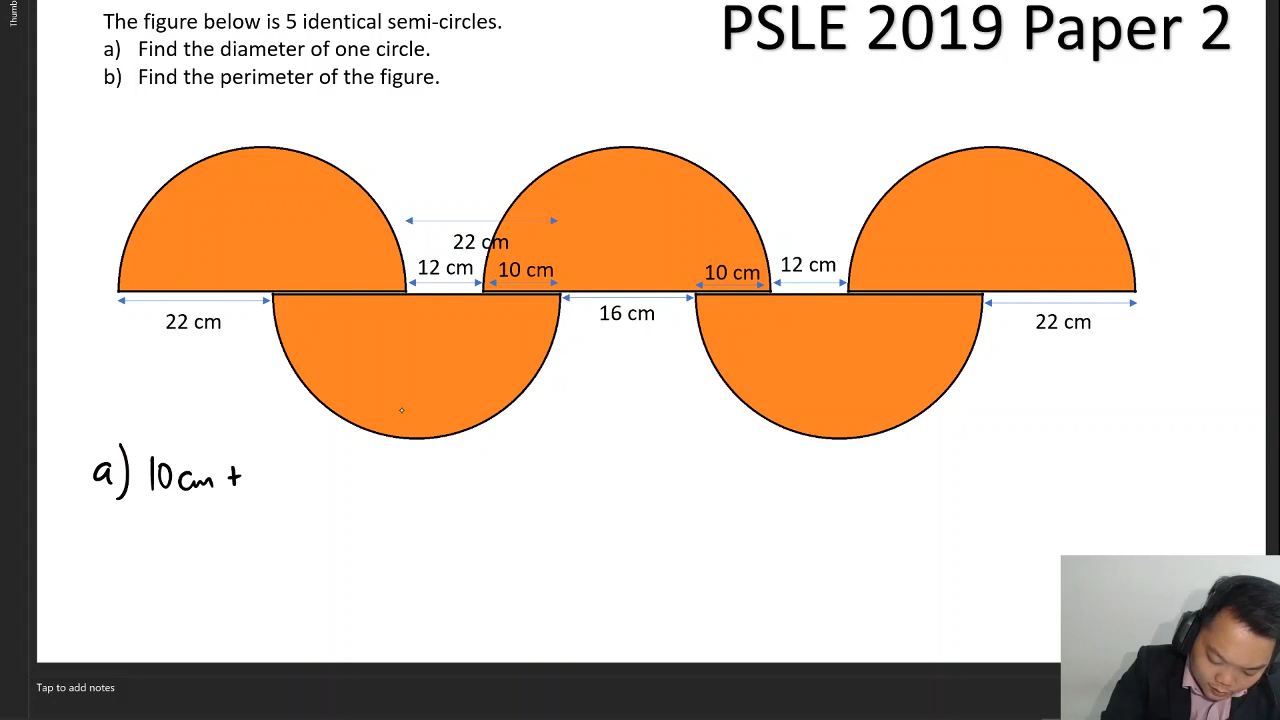 Thumb
The figure below is 5 identical semi-circles.
a) Find the diameter of one circle.
b) Find the perimeter of the figure.
PSLE 2019 Paper 2
22 cm
12 cm
10 cm
10 cm
12 cm
22 cm
16 cm
22 cm
a) 10cm +
Tap to add notes